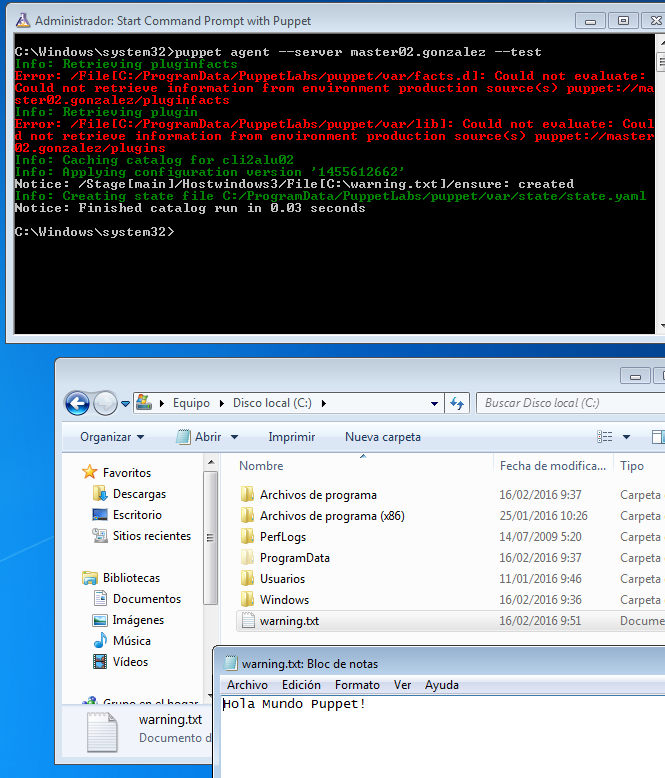 Administrador: Start Command Prompt with Puppet
C:\Windows\system32>puppet agent --server master02.gonzalez --test
Info: Retrieving pluginfacts
Error: /File[C:/ProgramData/PuppetLabs/puppet/var/facts.d]: Could not evaluate:
Could not retrieve information from environment production source(s) puppet://ma
ster02.gonzalez/pluginfacts
Info: Retrieving plugin
Error: /File[C:/ProgramData/PuppetLabs/puppet/var/lib]: Could not evaluate: Coul
d not retrieve information from environment production source(s) puppet://master
02.gonzalez/plugins
Info: Caching catalog for cli2alu02
Info: Applying configuration version '1455612662'
Notice: /Stage[main]/Hostwindows3/File[C:\warning.txt]/ensure: created
Info: Creating state file C:/ProgramData/PuppetLabs/puppet/var/state/state.yaml
Notice: Finished catalog run in 0.03 seconds
C:\Windows\system32>
Equipo Disco local (C:) Buscar Disco local (C:)
Organizar Abrir Imprimir Nueva carpeta
Nombre Fecha de modifica... Tipo
Favoritos
Descargas
Escritorio
Sitios recientes
Bibliotecas
Documentos
Imágenes
Música
Vídeos
Grupo en el hogar
Archivos de programa 16/02/2016 9:37 Carpeta
Archivos de programa (x86) 25/01/2016 10:26 Carpeta
PerfLogs 14/07/2009 5:20 Carpeta
ProgramData 16/02/2016 9:37 Carpeta
Usuarios 11/01/2016 9:46 Carpeta
Windows 16/02/2016 9:36 Carpeta
warning.txt 16/02/2016 9:51 Docume
warning.txt
Documento d
warning.txt: Bloc de notas
Archivo Edición Formato Ver Ayuda
Hola Mundo Puppet!